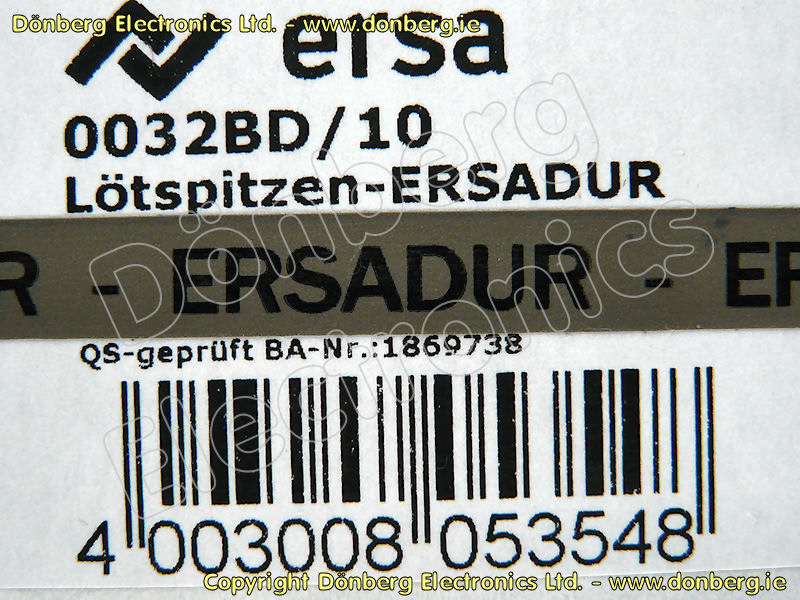 Dönberg Electronics Ltd. - www.donberg.ie
ersa
0032BD/10
Lötspitzen-ERSADUR
R - ERSADUR - ER
QS-geprüft BA-Nr.:1869738
Dönberg
Electronics
4 003008 053548
Copyright Dönberg Electronics Ltd. - www.donberg.ie